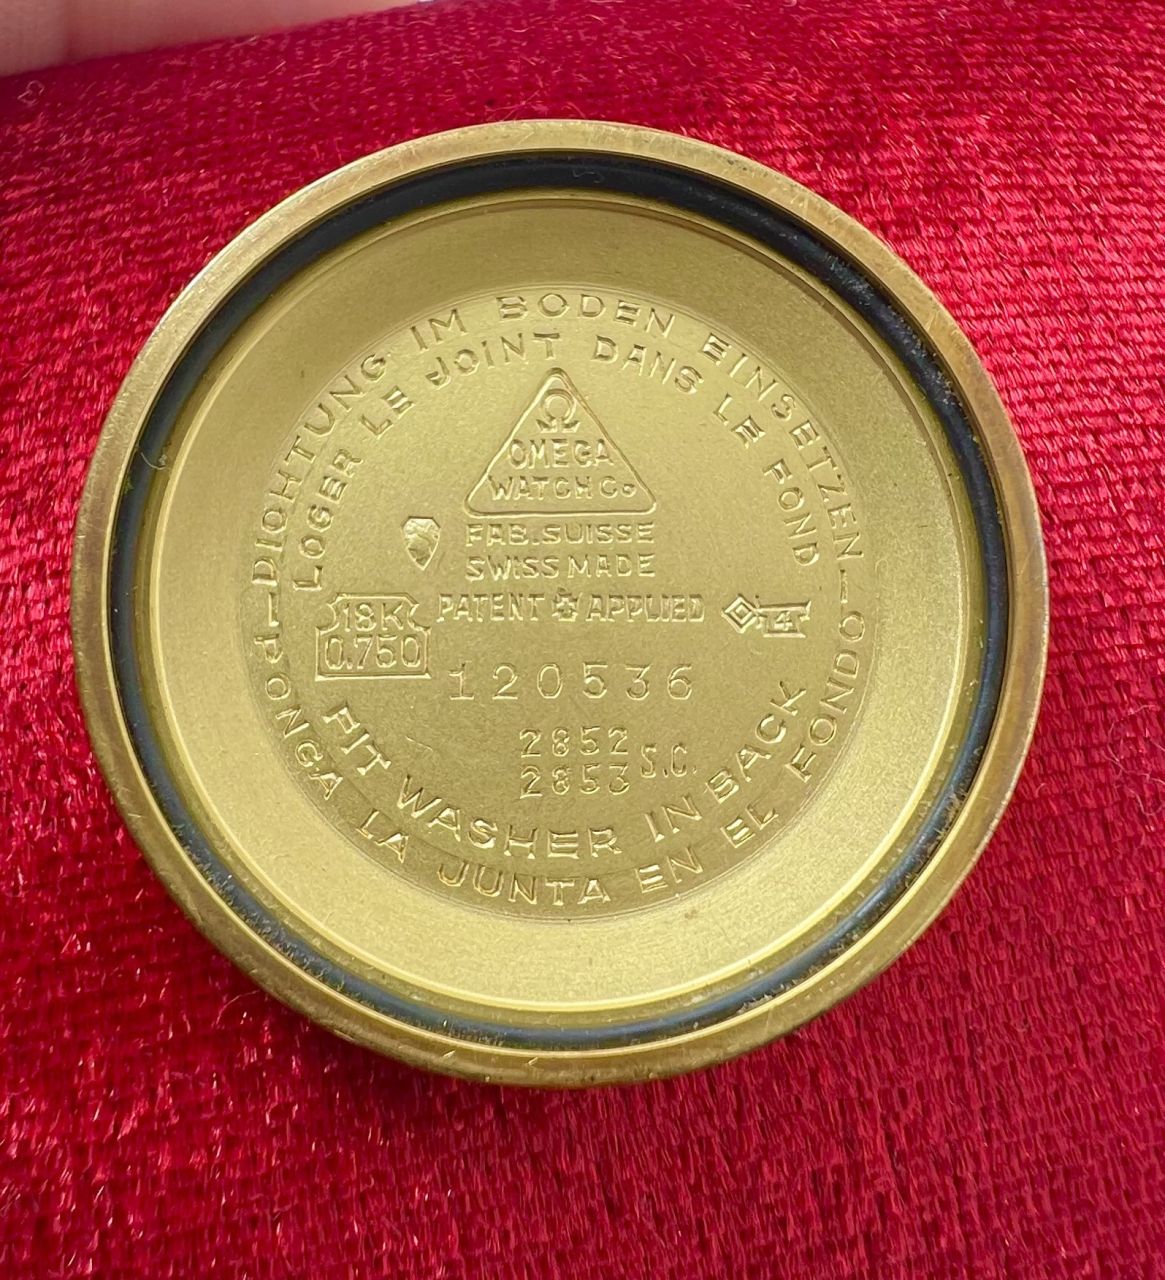 DICHTUNG IM BODEN EINSETZEN
LOGER LE JOINT DANS LE FOND
Ω
OMEGA
WATCH Co
FAB. SUISSE
SWISS MADE
PATENT ✚ APPLIED
18K
0.750
4
120536
2852
2853 S.C.
FIT WASHER IN BACK
PONGA LA JUNTA EN EL FONDO